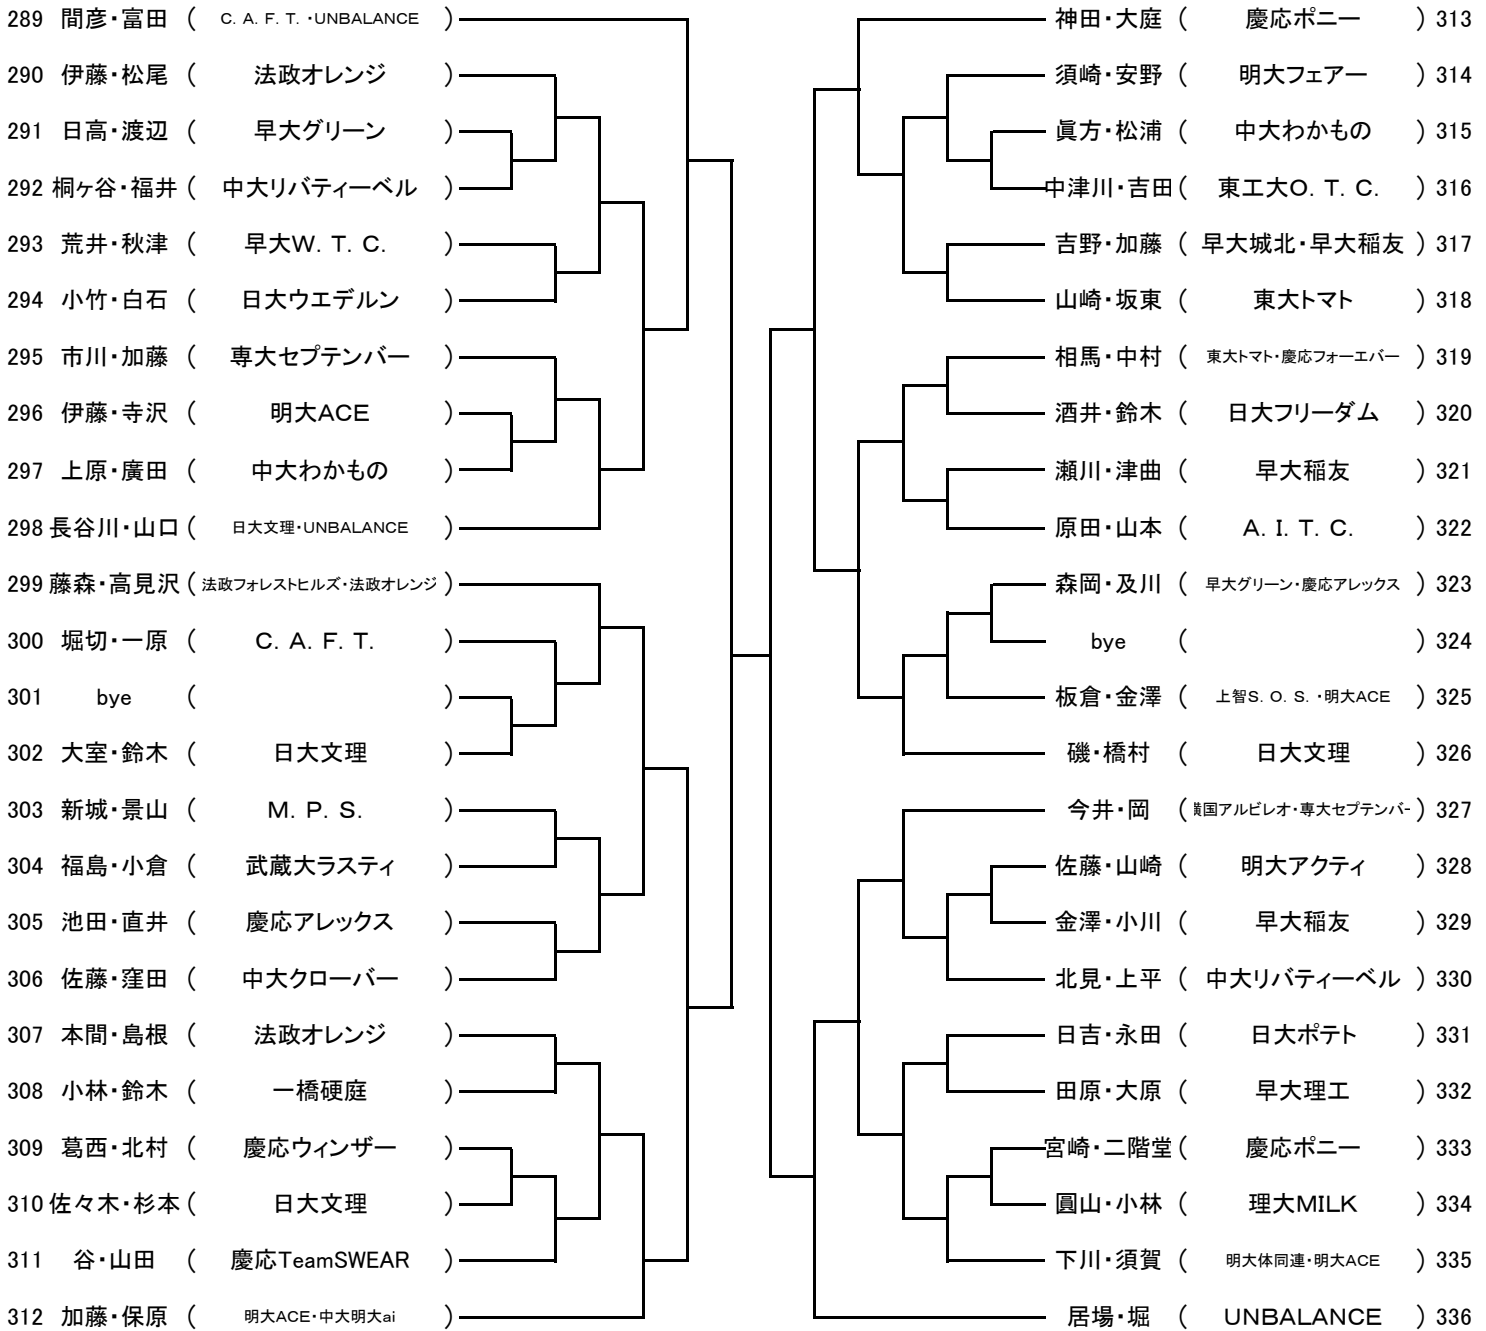 289 間彦・富田 ( C. A. F. T. ・UNBALANCE )
290 伊藤・松尾 ( 法政オレンジ )
291 日高・渡辺 ( 早大グリーン )
292 桐ヶ谷・福井 ( 中大リバティーベル )
293 荒井・秋津 ( 早大W. T. C. )
294 小竹・白石 ( 日大ウエデルン )
295 市川・加藤 ( 専大セプテンバー )
296 伊藤・寺沢 ( 明大ACE )
297 上原・廣田 ( 中大わかもの )
298 長谷川・山口 ( 日大文理・UNBALANCE )
299 藤森・高見沢 ( 法政フォレストヒルズ・法政オレンジ )
300 堀切・一原 ( C. A. F. T. )
301 bye ( )
302 大室・鈴木 ( 日大文理 )
303 新城・景山 ( M. P. S. )
304 福島・小倉 ( 武蔵大ラスティ )
305 池田・直井 ( 慶応アレックス )
306 佐藤・窪田 ( 中大クローバー )
307 本間・島根 ( 法政オレンジ )
308 小林・鈴木 ( 一橋硬庭 )
309 葛西・北村 ( 慶応ウィンザー )
310 佐々木・杉本 ( 日大文理 )
311 谷・山田 ( 慶応TeamSWEAR )
312 加藤・保原 ( 明大ACE・中大明大ai )
神田・大庭 ( 慶応ポニー ) 313
須崎・安野 ( 明大フェアー ) 314
眞方・松浦 ( 中大わかもの ) 315
中津川・吉田 ( 東工大O. T. C. ) 316
吉野・加藤 ( 早大城北・早大稲友 ) 317
山崎・坂東 ( 東大トマト ) 318
相馬・中村 ( 東大トマト・慶応フォーエバー ) 319
酒井・鈴木 ( 日大フリーダム ) 320
瀬川・津曲 ( 早大稲友 ) 321
原田・山本 ( A. I. T. C. ) 322
森岡・及川 ( 早大グリーン・慶応アレックス ) 323
bye ( ) 324
板倉・金澤 ( 上智S. O. S. ・明大ACE ) 325
磯・橋村 ( 日大文理 ) 326
今井・岡 ( 横国アルビレオ・専大セプテンバー ) 327
佐藤・山崎 ( 明大アクティ ) 328
金澤・小川 ( 早大稲友 ) 329
北見・上平 ( 中大リバティーベル ) 330
日吉・永田 ( 日大ポテト ) 331
田原・大原 ( 早大理工 ) 332
宮崎・二階堂 ( 慶応ポニー ) 333
圓山・小林 ( 理大MILK ) 334
下川・須賀 ( 明大体同連・明大ACE ) 335
居場・堀 ( UNBALANCE ) 336